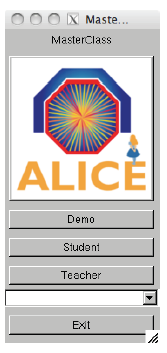 Maste...
MasterClass
ALICE
Demo
Student
Teacher
Exit